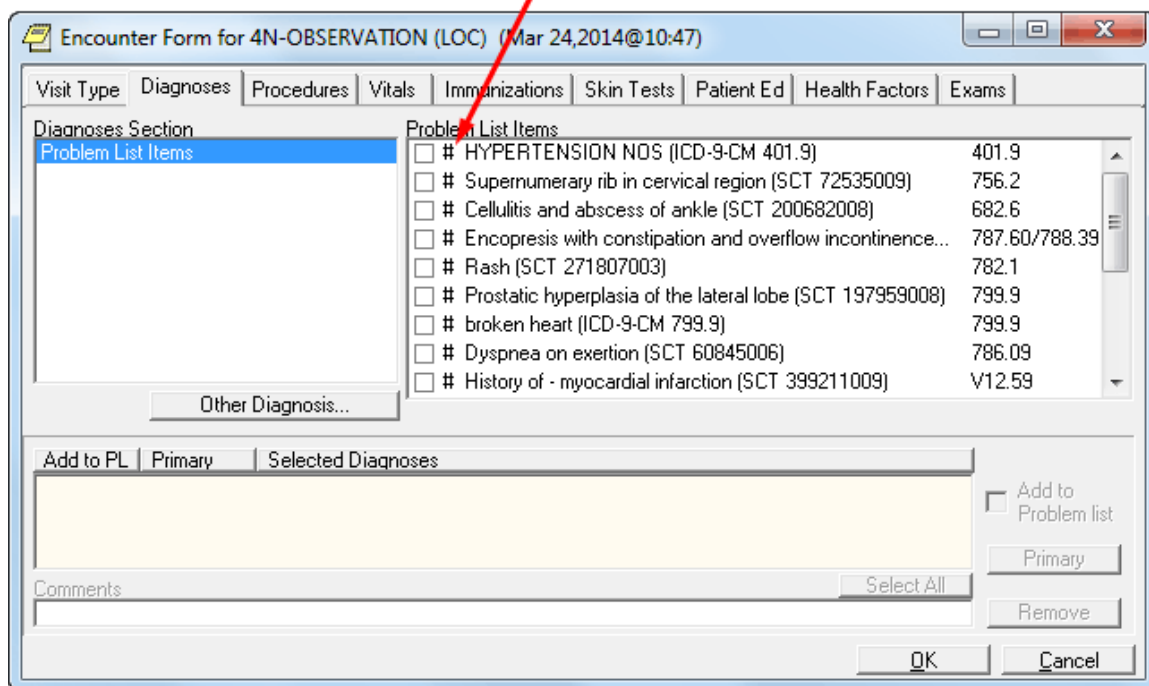 Encounter Form for 4N-OBSERVATION (LOC) (Mar 24,2014@10:47)
Visit Type Diagnoses Procedures Vitals Immunizations Skin Tests Patient Ed Health Factors Exams
Diagnoses Section Problem List Items
Problem List Items
# HYPERTENSION NOS (ICD-9-CM 401.9) 401.9
# Supernumerary rib in cervical region (SCT 72535009) 756.2
# Cellulitis and abscess of ankle (SCT 200682008) 682.6
# Encopresis with constipation and overflow incontinence... 787.60/788.39
# Rash (SCT 271807003) 782.1
# Prostatic hyperplasia of the lateral lobe (SCT 197959008) 799.9
# broken heart (ICD-9-CM 799.9) 799.9
# Dyspnea on exertion (SCT 60845006) 786.09
# History of - myocardial infarction (SCT 399211009) V12.59
Other Diagnosis...
Add to PL Primary Selected Diagnoses
Add to
Problem list
Primary
Comments Select All
Remove
OK Cancel